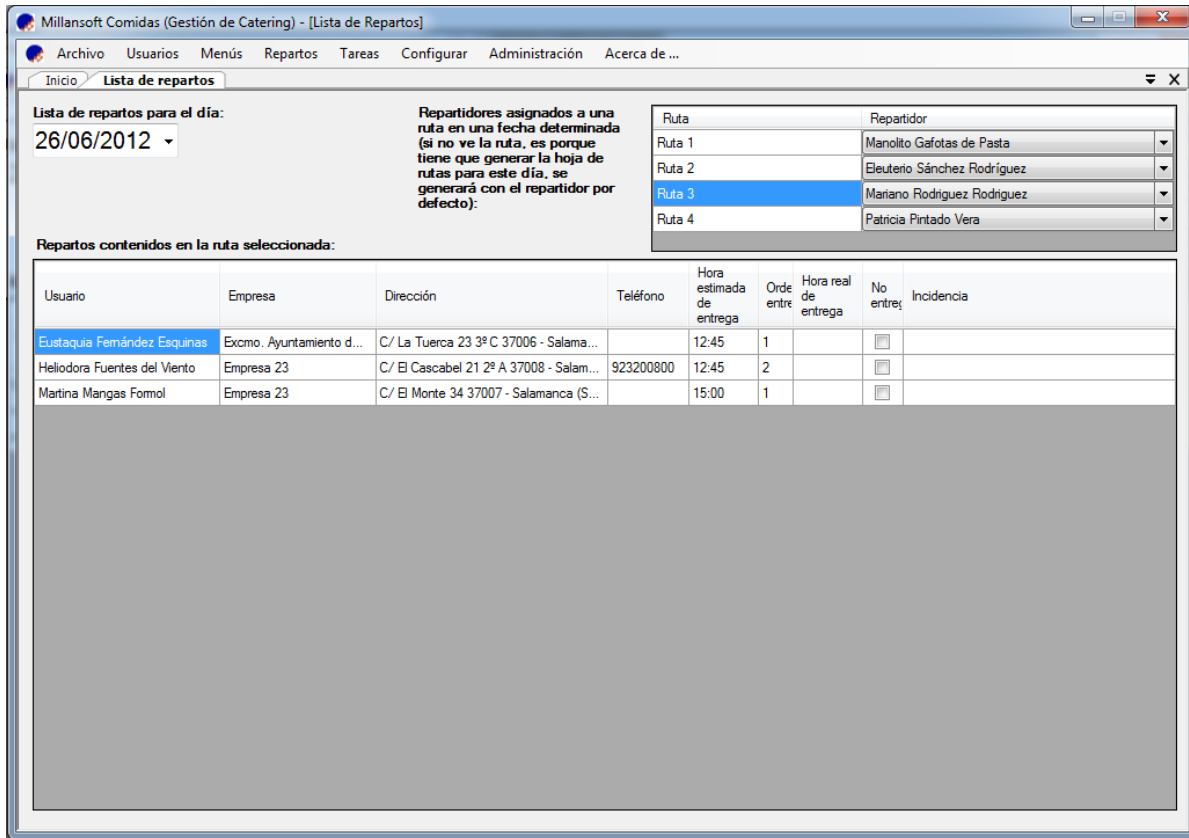 Millansoft Comidas (Gestión de Catering) - [Lista de Repartos]
Archivo Usuarios Menús Repartos Tareas Configurar Administración Acerca de ...
Inicio Lista de repartos
Lista de repartos para el día:
26/06/2012
Repartidores asignados a una
ruta en una fecha determinada
(si no ve la ruta, es porque
tiene que generar la hoja de
rutas para este día, se
generará con el repartidor por
defecto):
Ruta Repartidor
Ruta 1 Manolito Gafotas de Pasta
Ruta 2 Eleuterio Sánchez Rodríguez
Ruta 3 Mariano Rodriguez Rodriguez
Ruta 4 Patricia Pintado Vera
Repartos contenidos en la ruta seleccionada:
Usuario Empresa Dirección Teléfono Hora estimada de entrega Orde entre Hora real de entrega No entreg Incidencia
Eustaquia Fernández Esquinas Excmo. Ayuntamiento d... C/ La Tuerca 23 3º C 37006 - Salama... 12:45 1
Heliodora Fuentes del Viento Empresa 23 C/ El Cascabel 21 2º A 37008 - Salam... 923200800 12:45 2
Martina Mangas Formol Empresa 23 C/ El Monte 34 37007 - Salamanca (S... 15:00 1